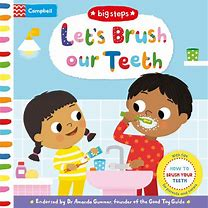 Campbell
big steps
Let's Brush
our Teeth
HOW TO
BRUSH YOUR
TEETH
Endorsed by Dr Amanda Gummer, founder of the Good Toy Guide